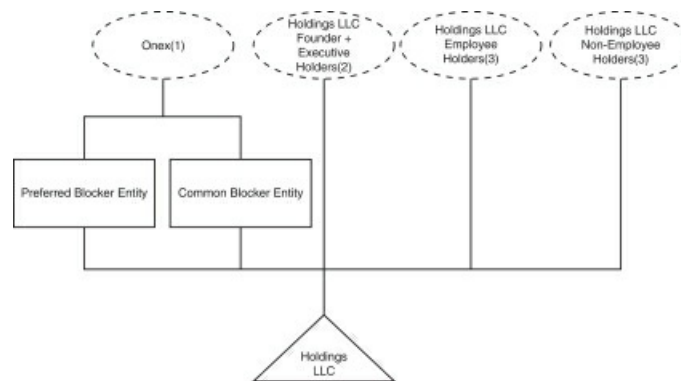 Onex(1)
Holdings LLC
Founder +
Executive
Holders(2)
Holdings LLC
Employee
Holders(3)
Holdings LLC
Non-Employee
Holders(3)
Preferred Blocker Entity
Common Blocker Entity
Holdings
LLC